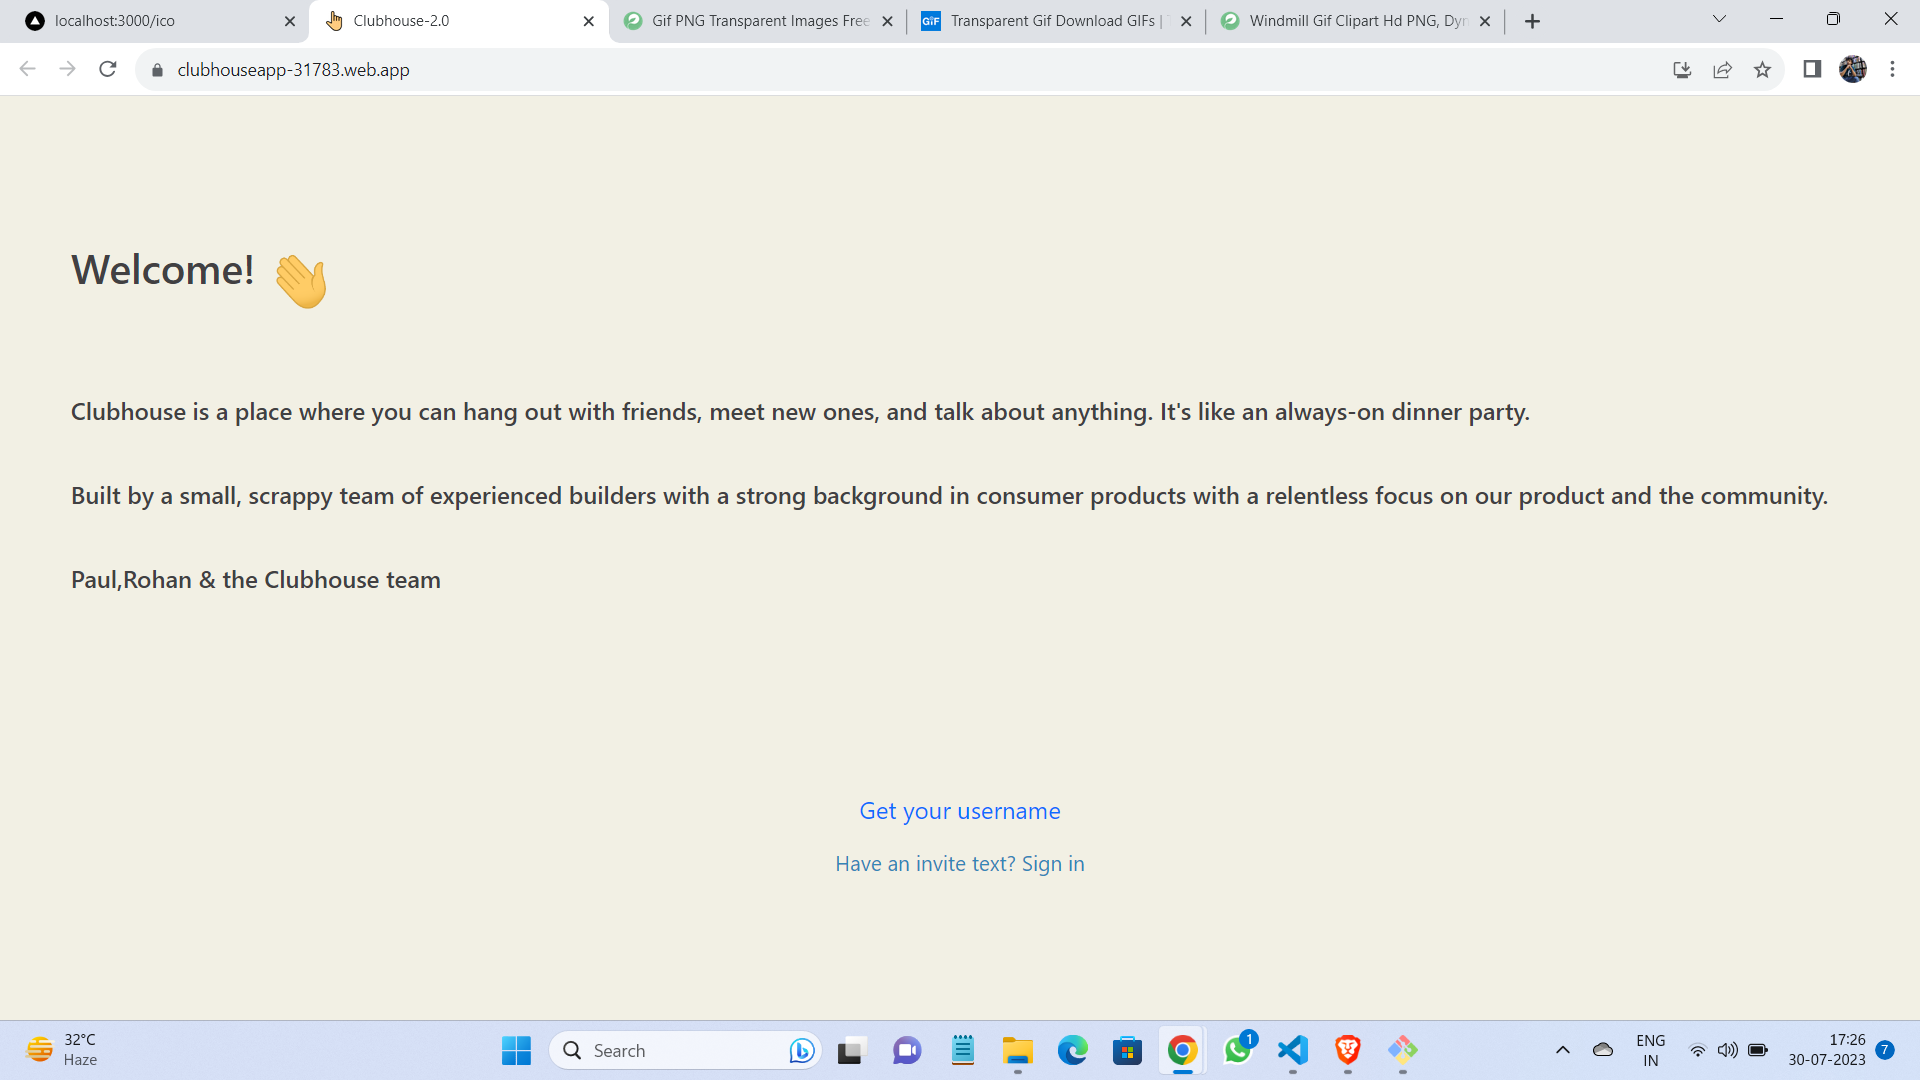 localhost:3000/ico
Clubhouse-2.0
Gif PNG Transparent Images Free
Transparent Gif Download GIFs |
Windmill Gif Clipart Hd PNG, Dyn
clubhouseapp-31783.web.app
Welcome! 👋
Clubhouse is a place where you can hang out with friends, meet new ones, and talk about anything. It's like an always-on dinner party.
Built by a small, scrappy team of experienced builders with a strong background in consumer products with a relentless focus on our product and the community.
Paul,Rohan & the Clubhouse team
Get your username
Have an invite text? Sign in
32°C
Haze
Search
1
ENG
IN
17:26
30-07-2023
7